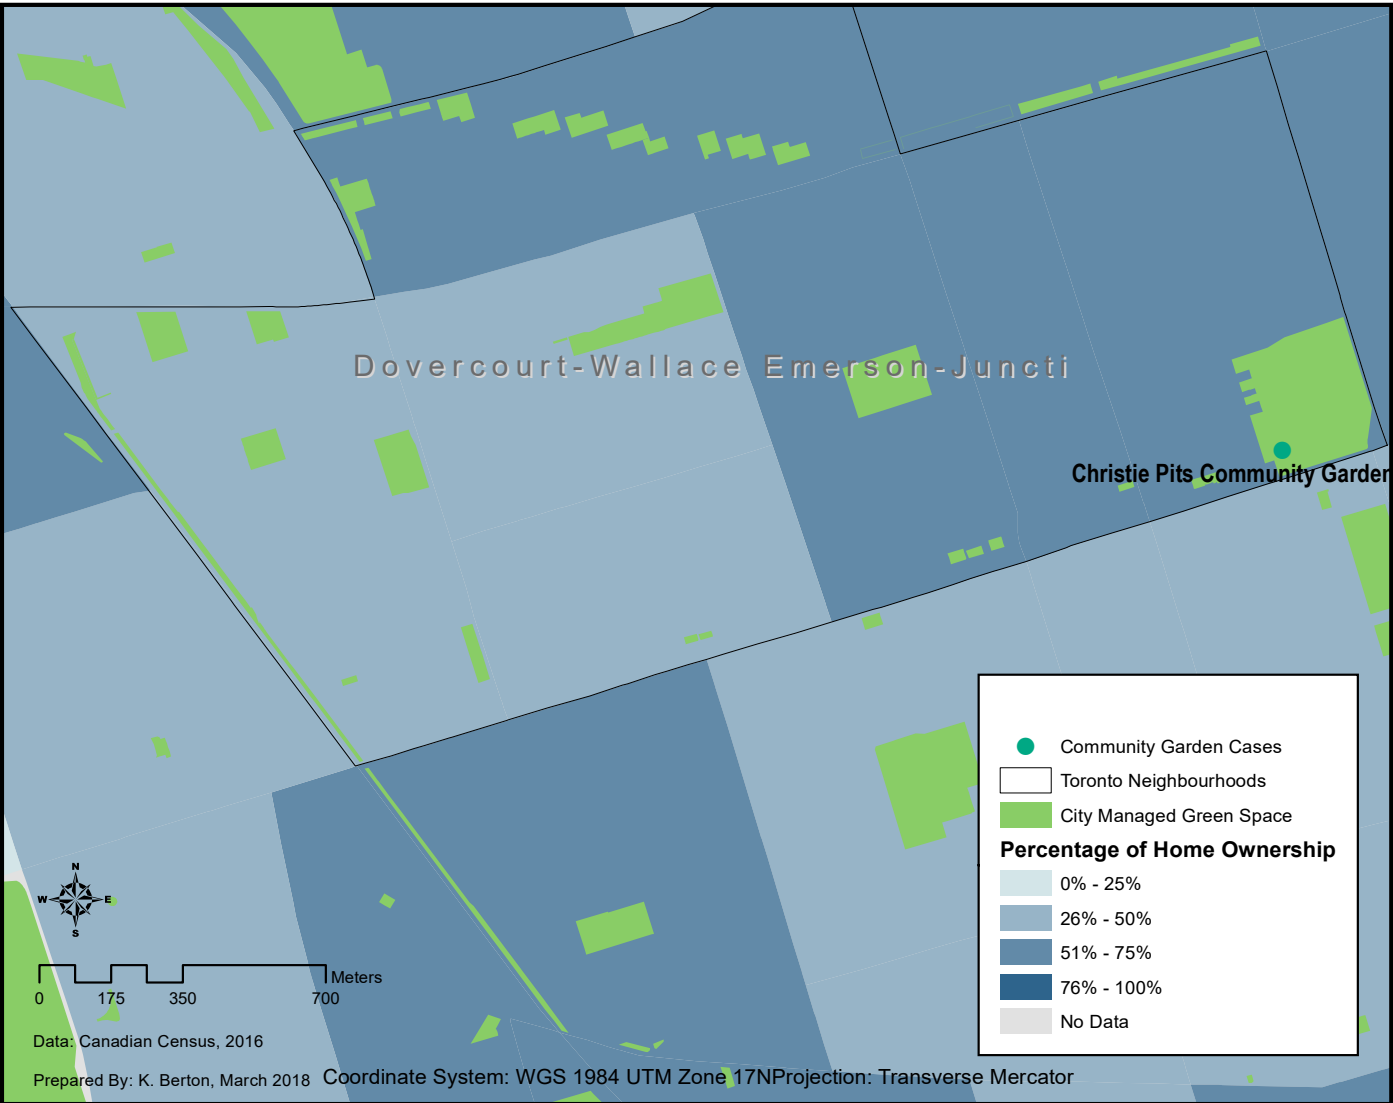 Dovercourt-Wallace Emerson-Juncti
Christie Pits Community Garden
Community Garden Cases
Toronto Neighbourhoods
City Managed Green Space
Percentage of Home Ownership
0% - 25%
26% - 50%
51% - 75%
76% - 100%
No Data
N
W E
S
Meters
0 175 350 700
Data: Canadian Census, 2016
Prepared By: K. Berton, March 2018 Coordinate System: WGS 1984 UTM Zone 17NProjection: Transverse Mercator